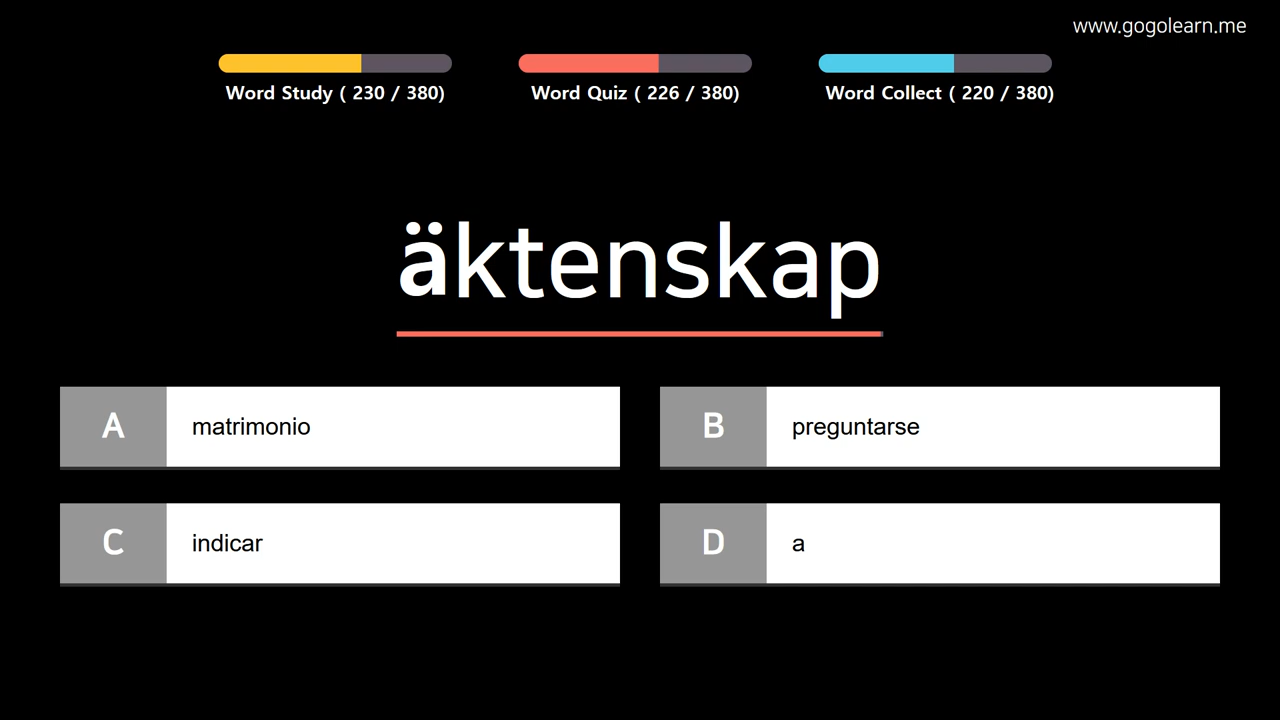 www.gogolearn.me
Word Study ( 230 / 380)
Word Quiz ( 226 / 380)
Word Collect ( 220 / 380)
äktenskap
A matrimonio
B preguntarse
C indicar
D a